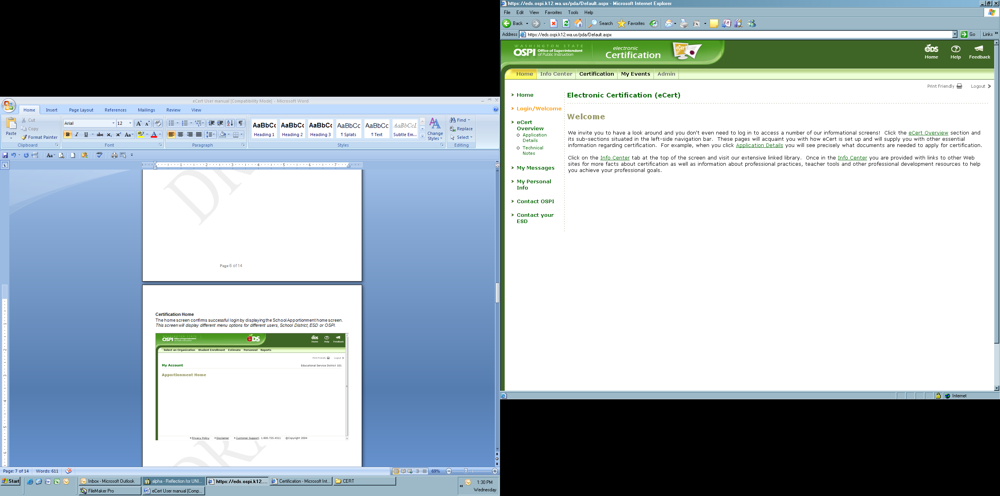 eCert User manual [Compatibility Mode] - Microsoft Word
Home Insert Page Layout References Mailings Review View
Paste
Cut
Copy
Format Painter
Clipboard
Arial 12
Font
Paragraph
AaBbCc AaBbCc AaBbCc AaBbCc AaBbCc AaBbCcI
Heading 1 Heading 2 Heading 3 ¶ Splats ¶ Text Subtle Em...
Change
Styles
Styles
Find
Replace
Select
Editing
1 2 3 4 5 6 7
Page 6 of 14
Certification Home
The home screen confirms successful login by displaying the School Apportionment home screen.
This screen will display different menu options for different users, School District, ESD or OSPI.
WASHINGTON STATE
OSPI Office of Superintendent
of Public Instruction
eDS
eDS Home Help Feedback
Select an Organization Student Enrollment Estimate Personnel Reports
Print Friendly Logout
My Account Educational Service District 101
Apportionment Home
Privacy Policy Disclaimer Customer Support: 1.800.725.4311 ©Copyright 2004
DRA
Page: 7 of 14 Words: 611 69%
Start Inbox - Microsoft Outlook alpha - Reflection for UNI... https://eds.ospi.k12.... Certification - Microsoft Int... CERT
FileMaker Pro eCert User manual [Comp...
1:30 PM
Wednesday
https://eds.ospi.k12.wa.us/pda/Default.aspx - Microsoft Internet Explorer
File Edit View Favorites Tools Help
Back Search Favorites
Address https://eds.ospi.k12.wa.us/pda/Default.aspx Go Links »
WASHINGTON STATE
OSPI Office of Superintendent
of Public Instruction
electronic
Certification
eCert
eDS Home Help Feedback
Home Info Center Certification My Events Admin
Print Friendly Logout
Home
Login/Welcome
eCert
Overview
Application
Details
Technical
Notes
My Messages
My Personal
Info
Contact OSPI
Contact your
ESD
Electronic Certification (eCert)
Welcome
We invite you to have a look around and you don't even need to log in to access a number of our informational screens! Click the eCert Overview section and
its sub-sections situated in the left-side navigation bar. These pages will acquaint you with how eCert is set up and will supply you with other essential
information regarding certification. For example, when you click Application Details you will see precisely what documents are needed to apply for certification.
Click on the Info Center tab at the top of the screen and visit our extensive linked library. Once in the Info Center you are provided with links to other Web
sites for more facts about certification as well as information about professional practices, teacher tools and other professional development resources to help
you achieve your professional goals.
Internet